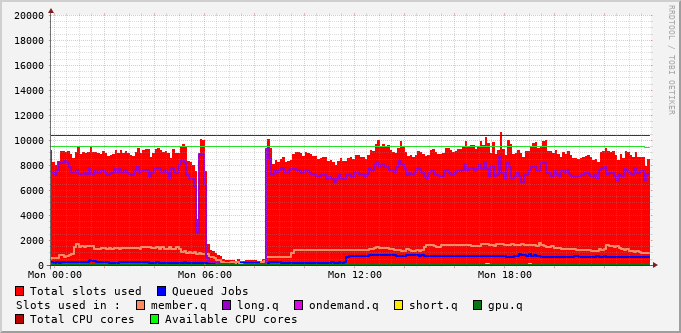 20000
18000
16000
14000
12000
10000
8000
6000
4000
2000
0
Mon 00:00 Mon 06:00 Mon 12:00 Mon 18:00
Total slots used Queued Jobs
Slots used in : member.q long.q ondemand.q short.q gpu.q
Total CPU cores Available CPU cores
RRDTOOL / TOBI OETIKER